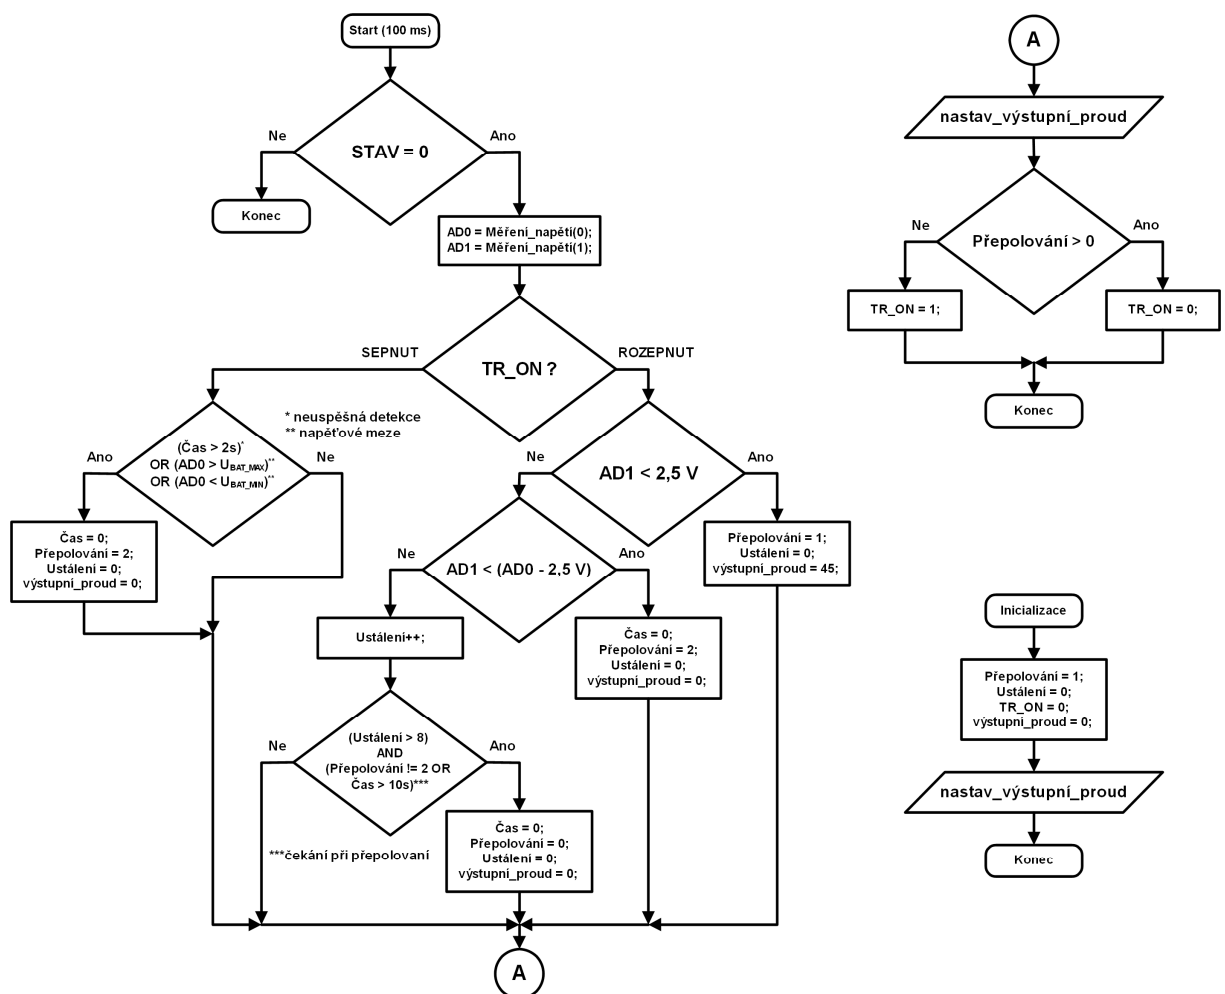 Start (100 ms)
Ne
Ano
STAV = 0
Konec
AD0 = Měření_napětí(0);
AD1 = Měření_napětí(1);
SEPNUT
ROZEPNUT
TR_ON ?
* neuspěšná detekce
** napěťové meze
Ano
Ne
(Čas > 2s)*
OR (AD0 > UBAT_MAX)**
OR (AD0 < UBAT_MIN)**
Čas = 0;
Přepolování = 2;
Ustálení = 0;
výstupní_proud = 0;
Ne
Ano
AD1 < 2,5 V
Přepolování = 1;
Ustálení = 0;
výstupní_proud = 45;
Ne
Ano
AD1 < (AD0 - 2,5 V)
Ustálení++;
Čas = 0;
Přepolování = 2;
Ustálení = 0;
výstupní_proud = 0;
Ne
Ano
(Ustálení > 8)
AND
(Přepolování != 2 OR
Čas > 10s)***
***čekání při přepolovaní
Čas = 0;
Přepolování = 0;
Ustálení = 0;
výstupní_proud = 0;
A
A
nastav_výstupní_proud
Ne
Ano
Přepolování > 0
TR_ON = 1;
TR_ON = 0;
Konec
Inicializace
Přepolování = 1;
Ustálení = 0;
TR_ON = 0;
výstupní_proud = 0;
nastav_výstupní_proud
Konec